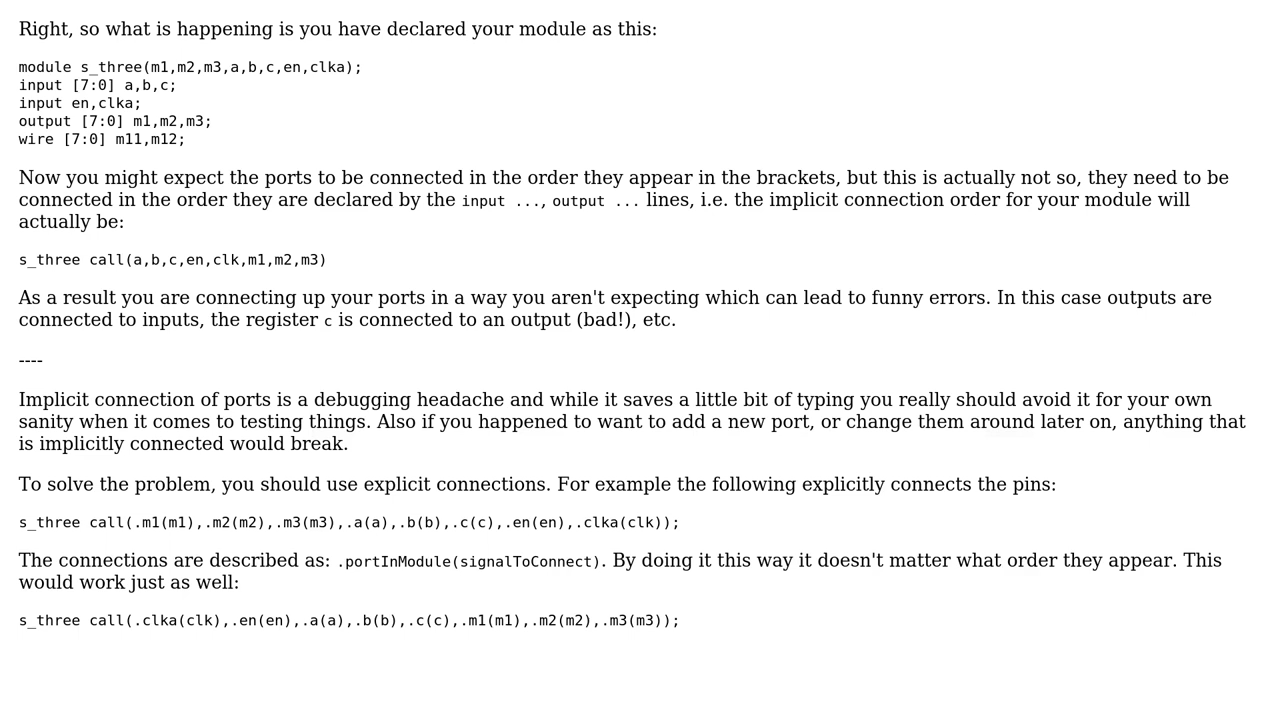 Right, so what is happening is you have declared your module as this:
module s_three(m1,m2,m3,a,b,c,en,clka);
input [7:0] a,b,c;
input en,clka;
output [7:0] m1,m2,m3;
wire [7:0] m11,m12;
Now you might expect the ports to be connected in the order they appear in the brackets, but this is actually not so, they need to be
connected in the order they are declared by the input ..., output ... lines, i.e. the implicit connection order for your module will
actually be:
s_three call(a,b,c,en,clk,m1,m2,m3)
As a result you are connecting up your ports in a way you aren't expecting which can lead to funny errors. In this case outputs are
connected to inputs, the register c is connected to an output (bad!), etc.
----
Implicit connection of ports is a debugging headache and while it saves a little bit of typing you really should avoid it for your own
sanity when it comes to testing things. Also if you happened to want to add a new port, or change them around later on, anything that
is implicitly connected would break.
To solve the problem, you should use explicit connections. For example the following explicitly connects the pins:
s_three call(.m1(m1),.m2(m2),.m3(m3),.a(a),.b(b),.c(c),.en(en),.clka(clk));
The connections are described as: .portInModule(signalToConnect). By doing it this way it doesn't matter what order they appear. This
would work just as well:
s_three call(.clka(clk),.en(en),.a(a),.b(b),.c(c),.m1(m1),.m2(m2),.m3(m3));